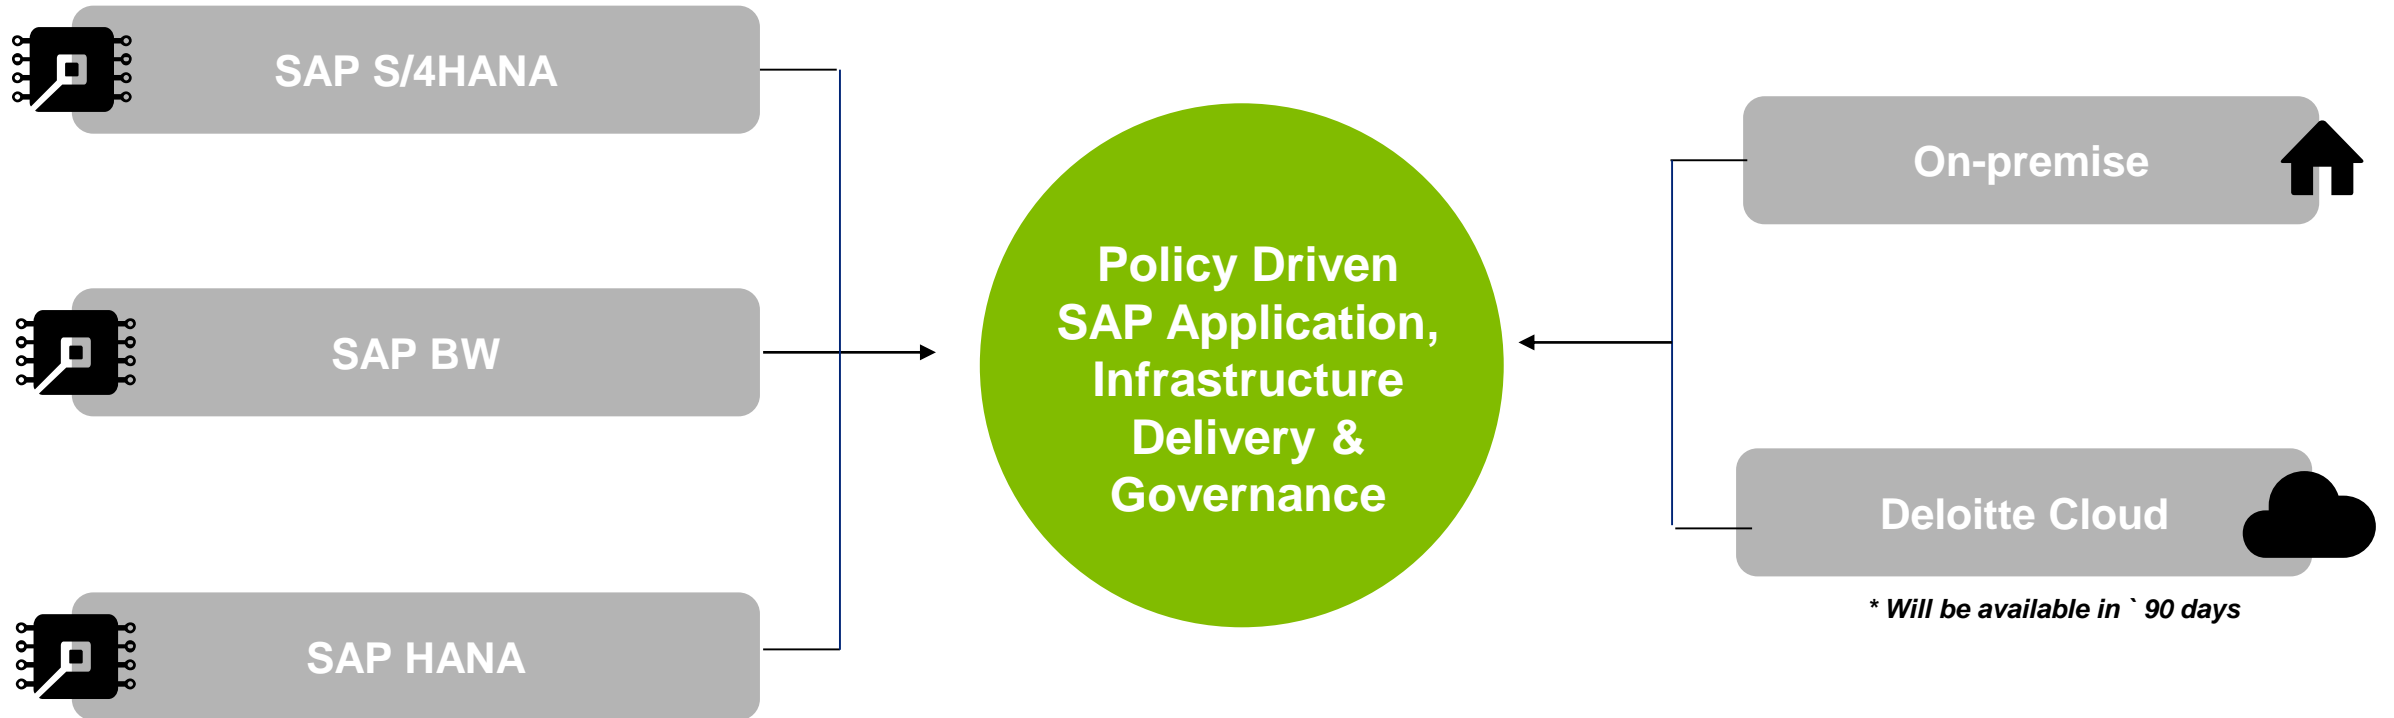 SAP S/4HANA
SAP BW
SAP HANA
Policy Driven
SAP Application,
Infrastructure
Delivery &
Governance
On-premise
Deloitte Cloud
* Will be available in ` 90 days